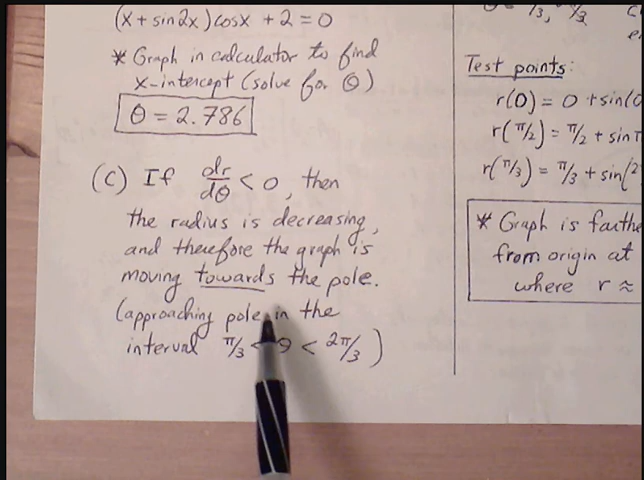 (x + sin2x) cosx + 2 = 0
* Graph in calculator to find
x-intercept (solve for θ)
θ = 2.786
(C) If dr/dθ < 0, then
the radius is decreasing,
and therefore the graph is
moving towards the pole.
(approaching pole in the
interval π/3 < θ < 2π/3)
Test points:
r(0) = 0 + sin(0
r(π/2) = π/2 + sin π
r(π/3) = π/3 + sin(2
* Graph is farthe
from origin at
where r ≈